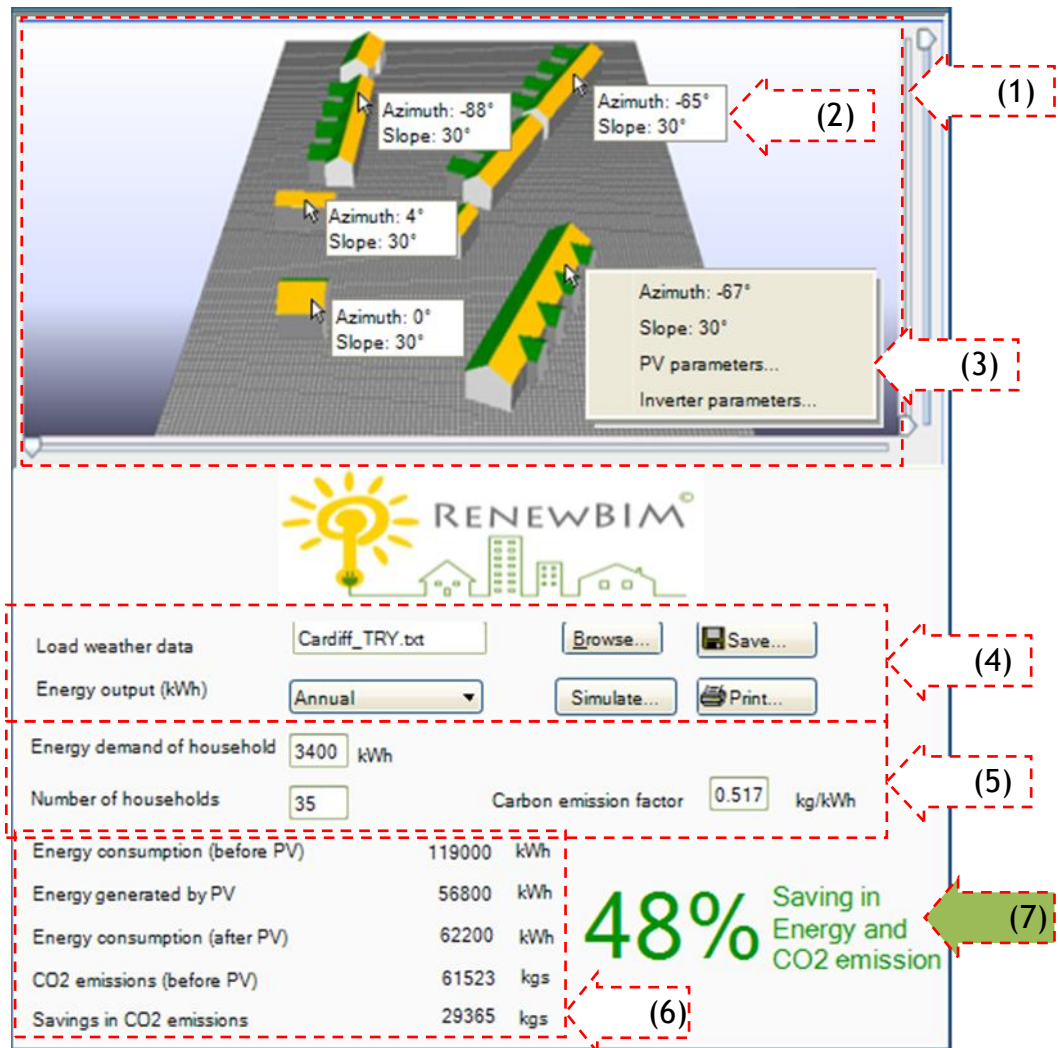 (1)
Azimuth: -88°
Slope: 30°
Azimuth: -65°
Slope: 30°
(2)
Azimuth: 4°
Slope: 30°
Azimuth: 0°
Slope: 30°
Azimuth: -67°
Slope: 30°
PV parameters...
Inverter parameters...
(3)
RENEWBIM©
Load weather data Cardiff_TRY.txt Browse... Save...
(4)
Energy output (kWh) Annual Simulate... Print...
Energy demand of household 3400 kWh
(5)
Number of households 35 Carbon emission factor 0.517 kg/kWh
Energy consumption (before PV) 119000 kWh
Energy generated by PV 56800 kWh
Energy consumption (after PV) 62200 kWh
CO2 emissions (before PV) 61523 kgs
Savings in CO2 emissions 29365 kgs
(6)
48%
Saving in
Energy and
CO2 emission
(7)